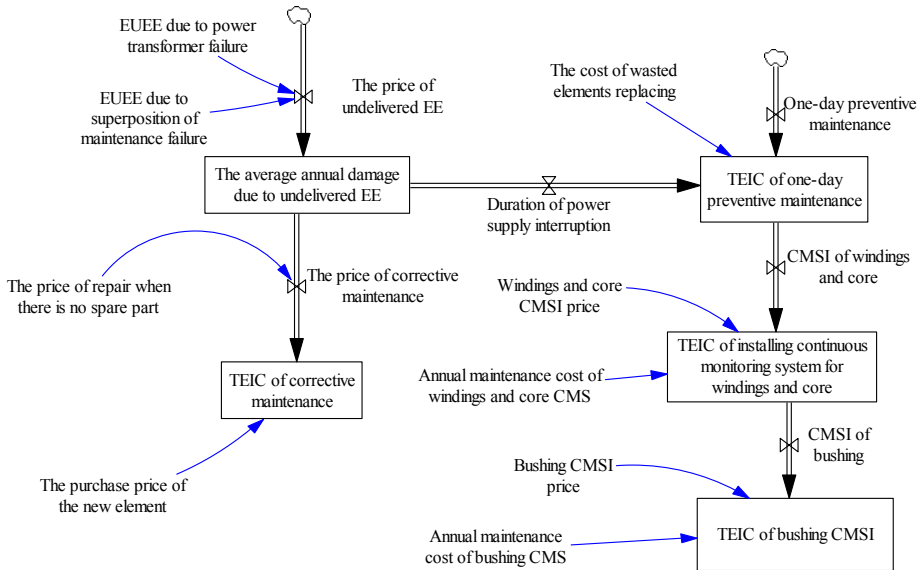 EUEE due to power
transformer failure
The price of
undelivered EE
EUEE due to
superposition of
maintenance failure
The cost of wasted
elements replacing
One-day preventive
maintenance
The average annual damage
due to undelivered EE
TEIC of one-day
preventive maintenance
Duration of power
supply interruption
The price of repair when
there is no spare part
The price of corrective
maintenance
CMSI of windings
and core
Windings and core
CMSI price
TEIC of installing continuous
monitoring system for
windings and core
TEIC of corrective
maintenance
Annual maintenance cost of
windings and core CMS
CMSI of
bushing
The purchase price of
the new element
Bushing CMSI
price
TEIC of bushing CMSI
Annual maintenance
cost of bushing CMS